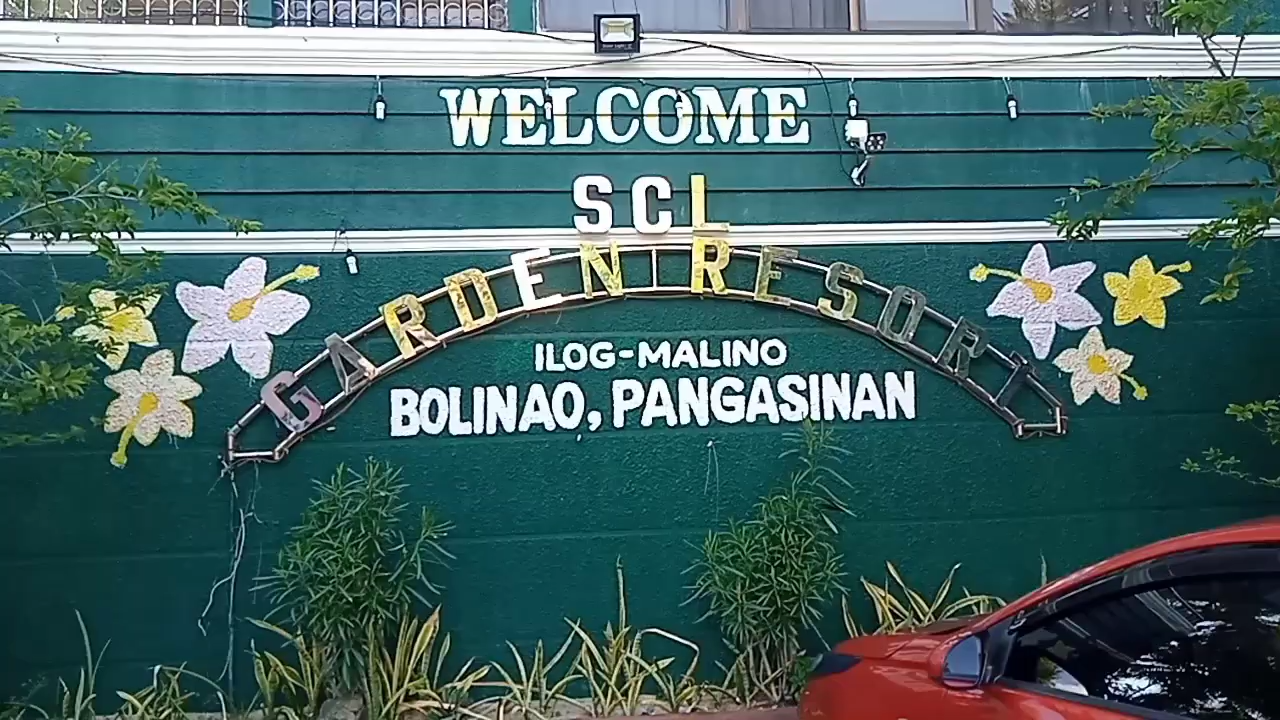 WELCOME
SCL
GARDEN RESORT
ILOG-MALINO
BOLINAO, PANGASINAN